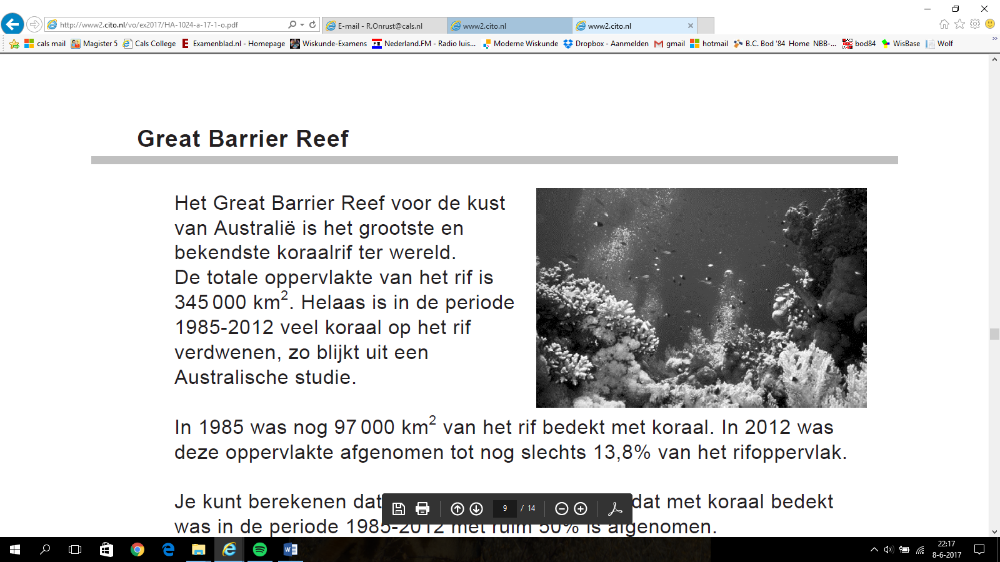 http://www2.cito.nl/vo/ex2017/HA-1024-a-17-1-o.pdf
E-mail - R.Onrust@cals.nl
www2.cito.nl
www2.cito.nl
cals mail Magister 5 Cals College Examenblad.nl - Homepage Wiskunde-Examens Nederland.FM - Radio luis... Moderne Wiskunde Dropbox - Aanmelden gmail hotmail B.C. Bod '84 Home NBB-... bod84 WisBase Wolf
Great Barrier Reef
Het Great Barrier Reef voor de kust
van Australië is het grootste en
bekendste koraalrif ter wereld.
De totale oppervlakte van het rif is
345 000 km². Helaas is in de periode
1985-2012 veel koraal op het rif
verdwenen, zo blijkt uit een
Australische studie.
In 1985 was nog 97 000 km² van het rif bedekt met koraal. In 2012 was
deze oppervlakte afgenomen tot nog slechts 13,8% van het rifoppervlak.
Je kunt berekenen dat dat met koraal bedekt
was in de periode 1985-2012 met ruim 50% is afgenomen.
9 / 14
22:17
8-6-2017